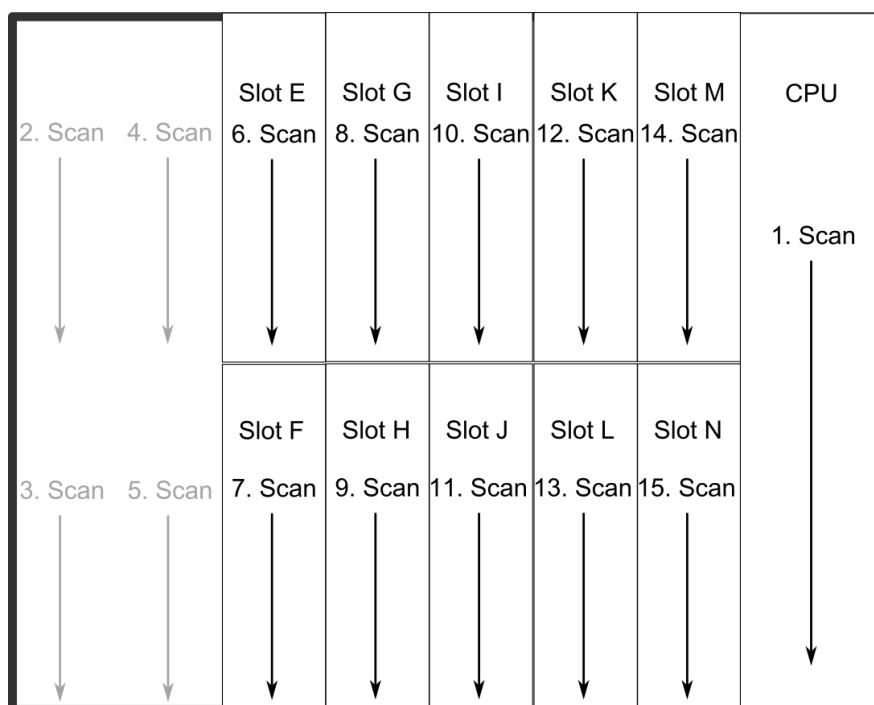 Slot E Slot G Slot I Slot K Slot M CPU
2. Scan 4. Scan 6. Scan 8. Scan 10. Scan 12. Scan 14. Scan
1. Scan
Slot F Slot H Slot J Slot L Slot N
3. Scan 5. Scan 7. Scan 9. Scan 11. Scan 13. Scan 15. Scan